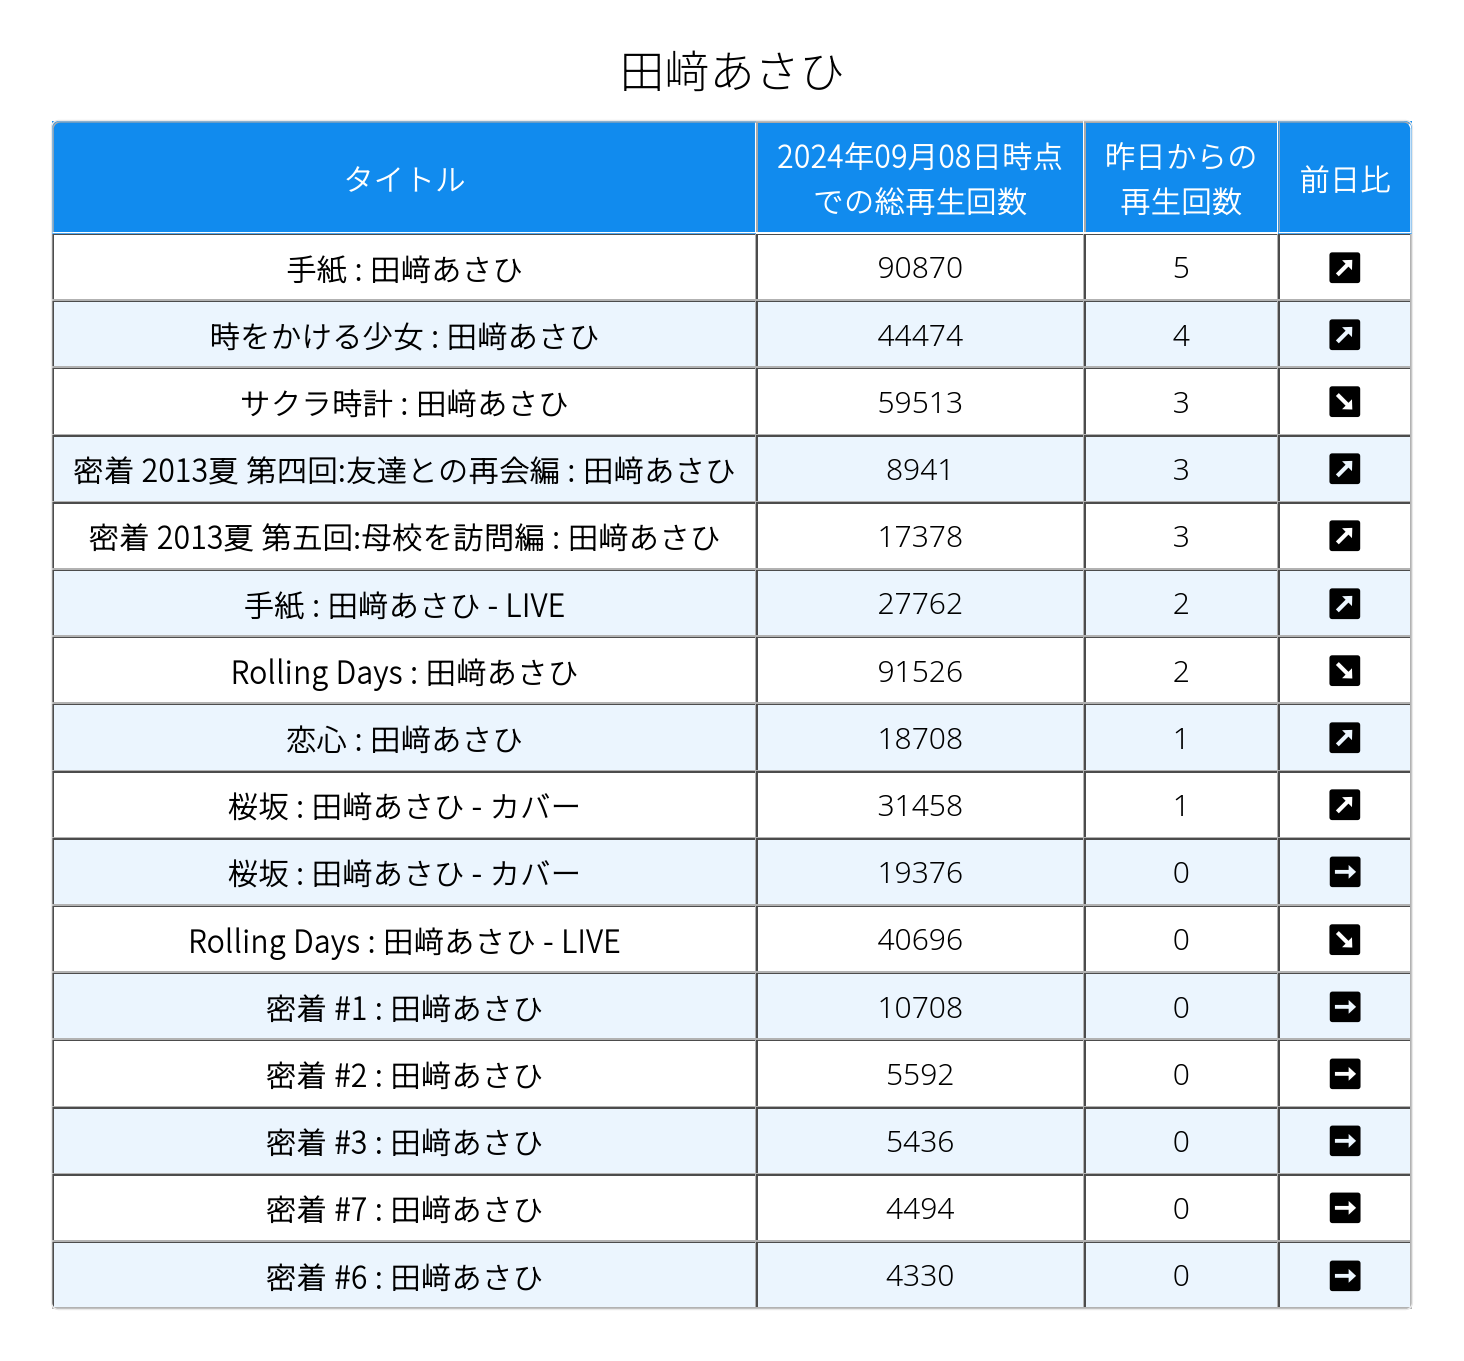 田﨑あさひ
タイトル
2024年09月08日時点
での総再生回数
昨日からの
再生回数
前日比
手紙 : 田﨑あさひ 90870 5 ↗
時をかける少女 : 田﨑あさひ 44474 4 ↗
サクラ時計 : 田﨑あさひ 59513 3 ↘
密着 2013夏 第四回:友達との再会編 : 田﨑あさひ 8941 3 ↗
密着 2013夏 第五回:母校を訪問編 : 田﨑あさひ 17378 3 ↗
手紙 : 田﨑あさひ - LIVE 27762 2 ↗
Rolling Days : 田﨑あさひ 91526 2 ↘
恋心 : 田﨑あさひ 18708 1 ↗
桜坂 : 田﨑あさひ - カバー 31458 1 ↗
桜坂 : 田﨑あさひ - カバー 19376 0 →
Rolling Days : 田﨑あさひ - LIVE 40696 0 ↘
密着 #1 : 田﨑あさひ 10708 0 →
密着 #2 : 田﨑あさひ 5592 0 →
密着 #3 : 田﨑あさひ 5436 0 →
密着 #7 : 田﨑あさひ 4494 0 →
密着 #6 : 田﨑あさひ 4330 0 →